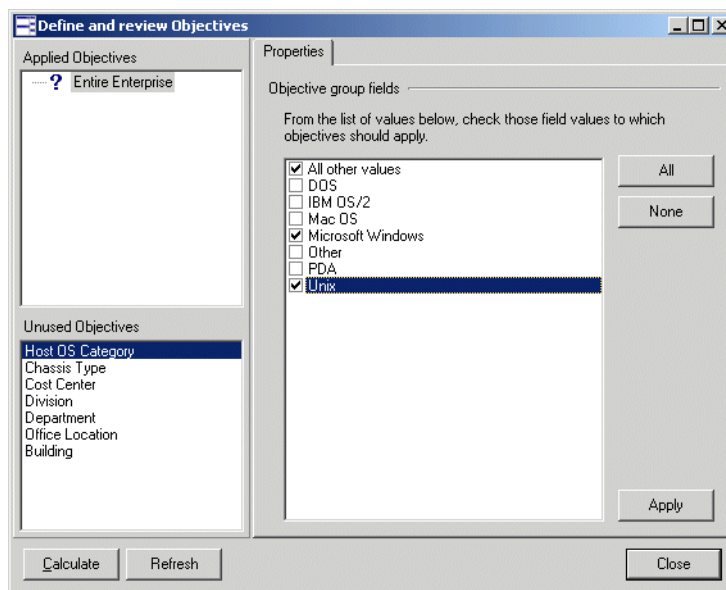 Define and review Objectives
Applied Objectives
? Entire Enterprise
Unused Objectives
Host OS Category
Chassis Type
Cost Center
Division
Department
Office Location
Building
Properties
Objective group fields
From the list of values below, check those field values to which
objectives should apply.
All other values
DOS
IBM OS/2
Mac OS
Microsoft Windows
Other
PDA
Unix
All
None
Apply
Calculate
Refresh
Close